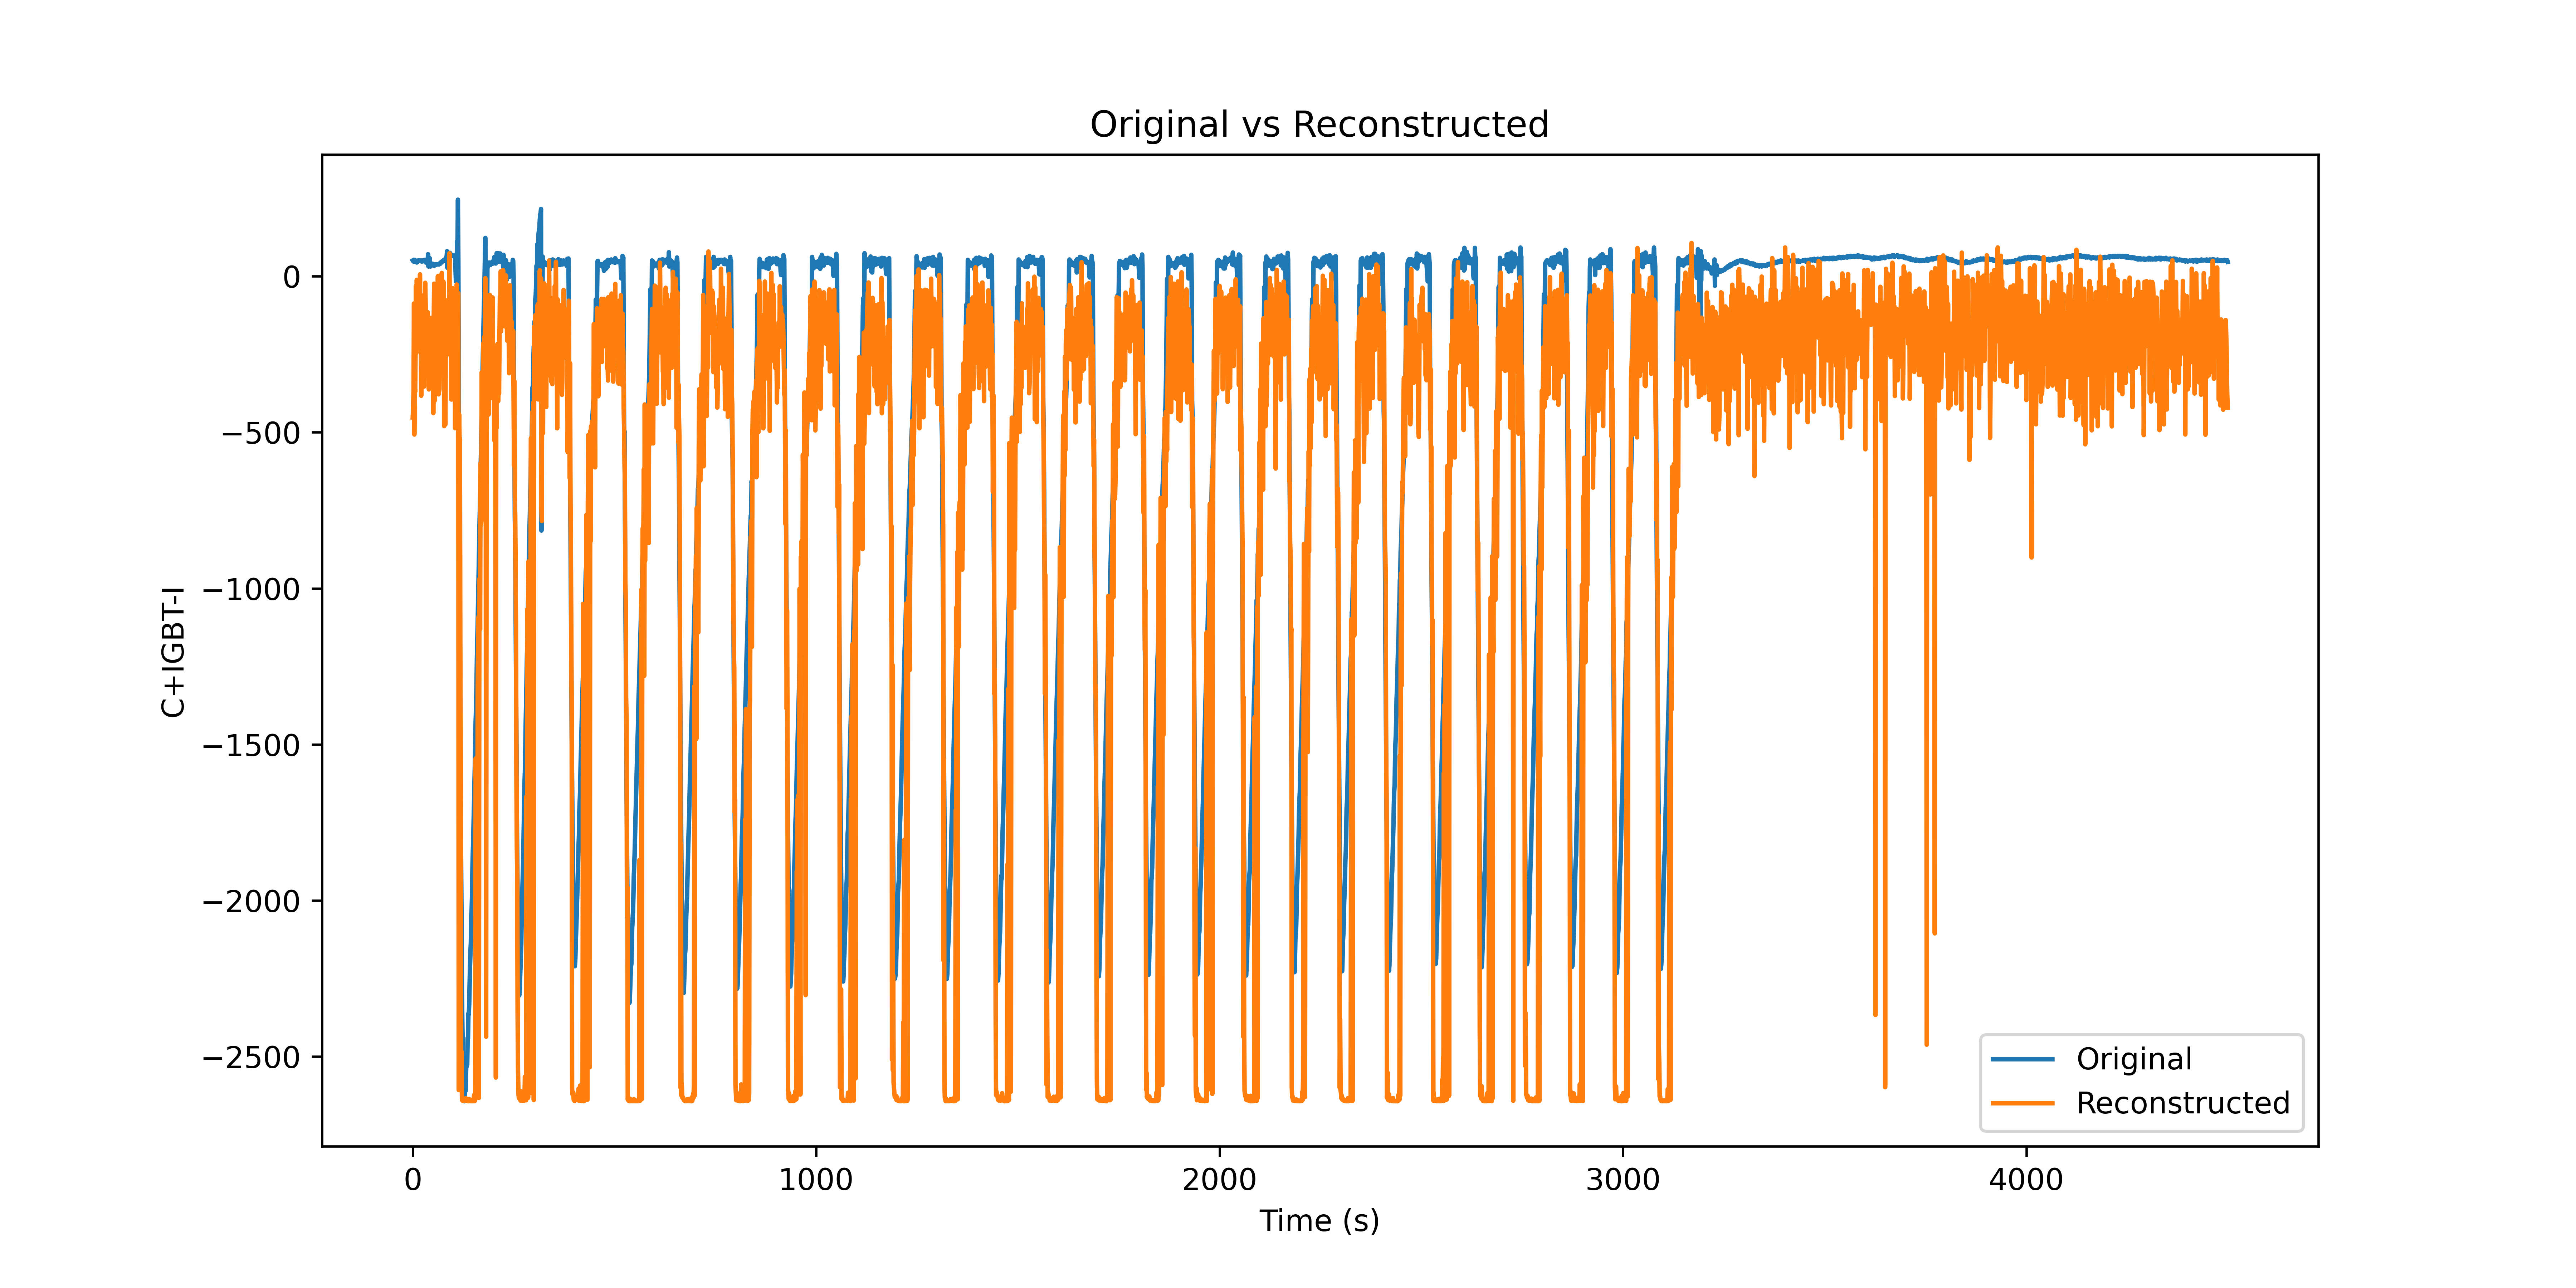 Original vs Reconstructed
C+IGBT-I
0
−500
−1000
−1500
−2000
−2500
0
1000
2000
3000
4000
Time (s)
Original
Reconstructed